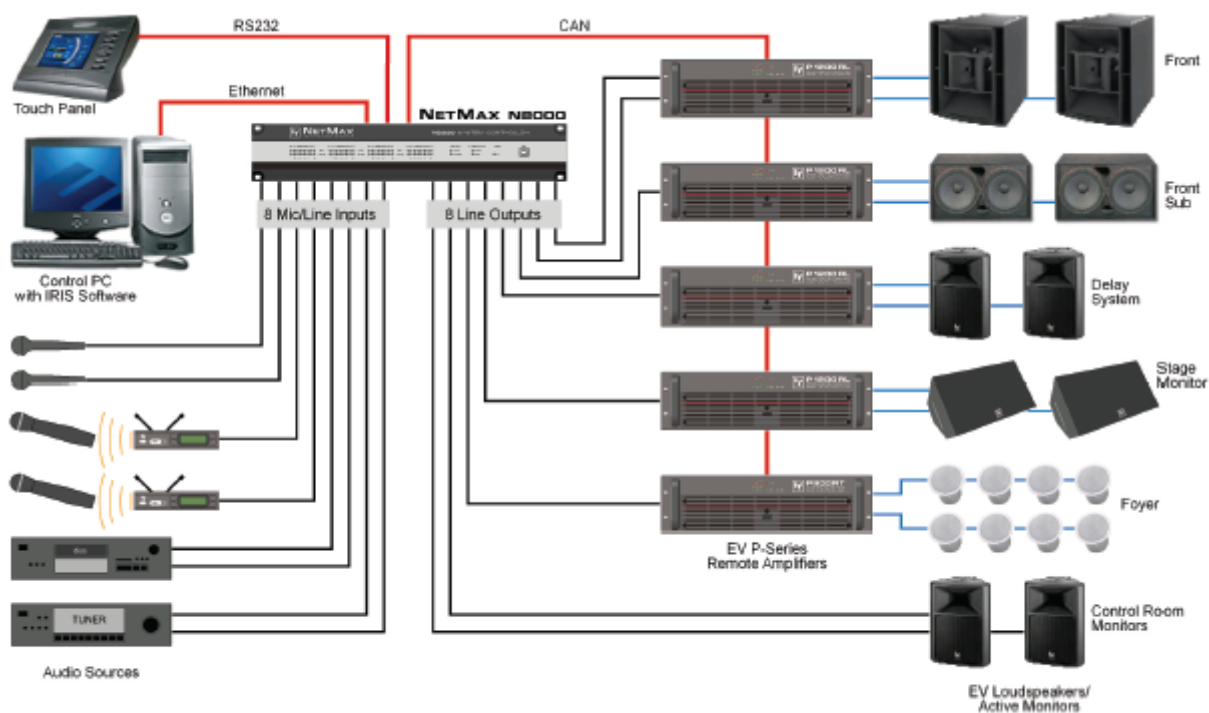 RS232
CAN
Front
Touch Panel
Ethernet
NETMAX N8000
NETMAX
8 Mic/Line Inputs
8 Line Outputs
Front
Sub
Control PC
with IRIS Software
Delay
System
Stage
Monitor
Foyer
EV P-Series
Remote Amplifiers
TUNER
Control Room
Monitors
Audio Sources
EV Loudspeakers/
Active Monitors